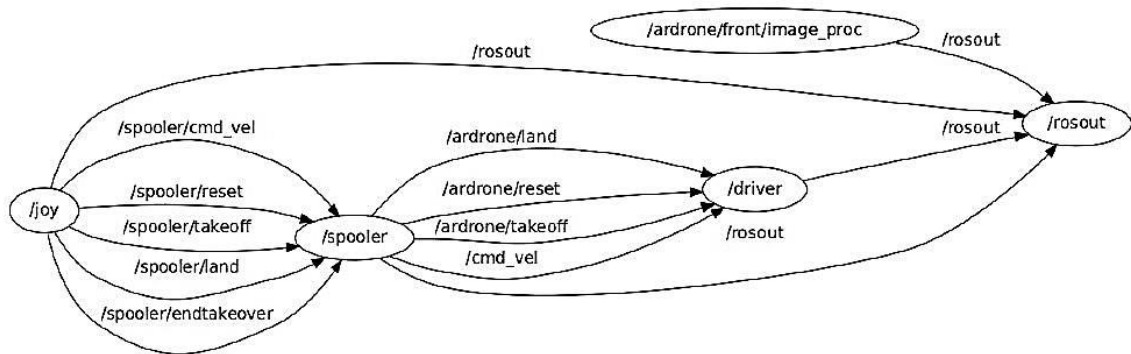 /ardrone/front/image_proc
/rosout
/rosout
/rosout
/spooler/cmd_vel
/ardrone/land
/rosout
/spooler/reset
/ardrone/reset
/driver
/joy
/spooler/takeoff
/ardrone/takeoff
/spooler
/rosout
/spooler/land
/cmd_vel
/spooler/endtakeover